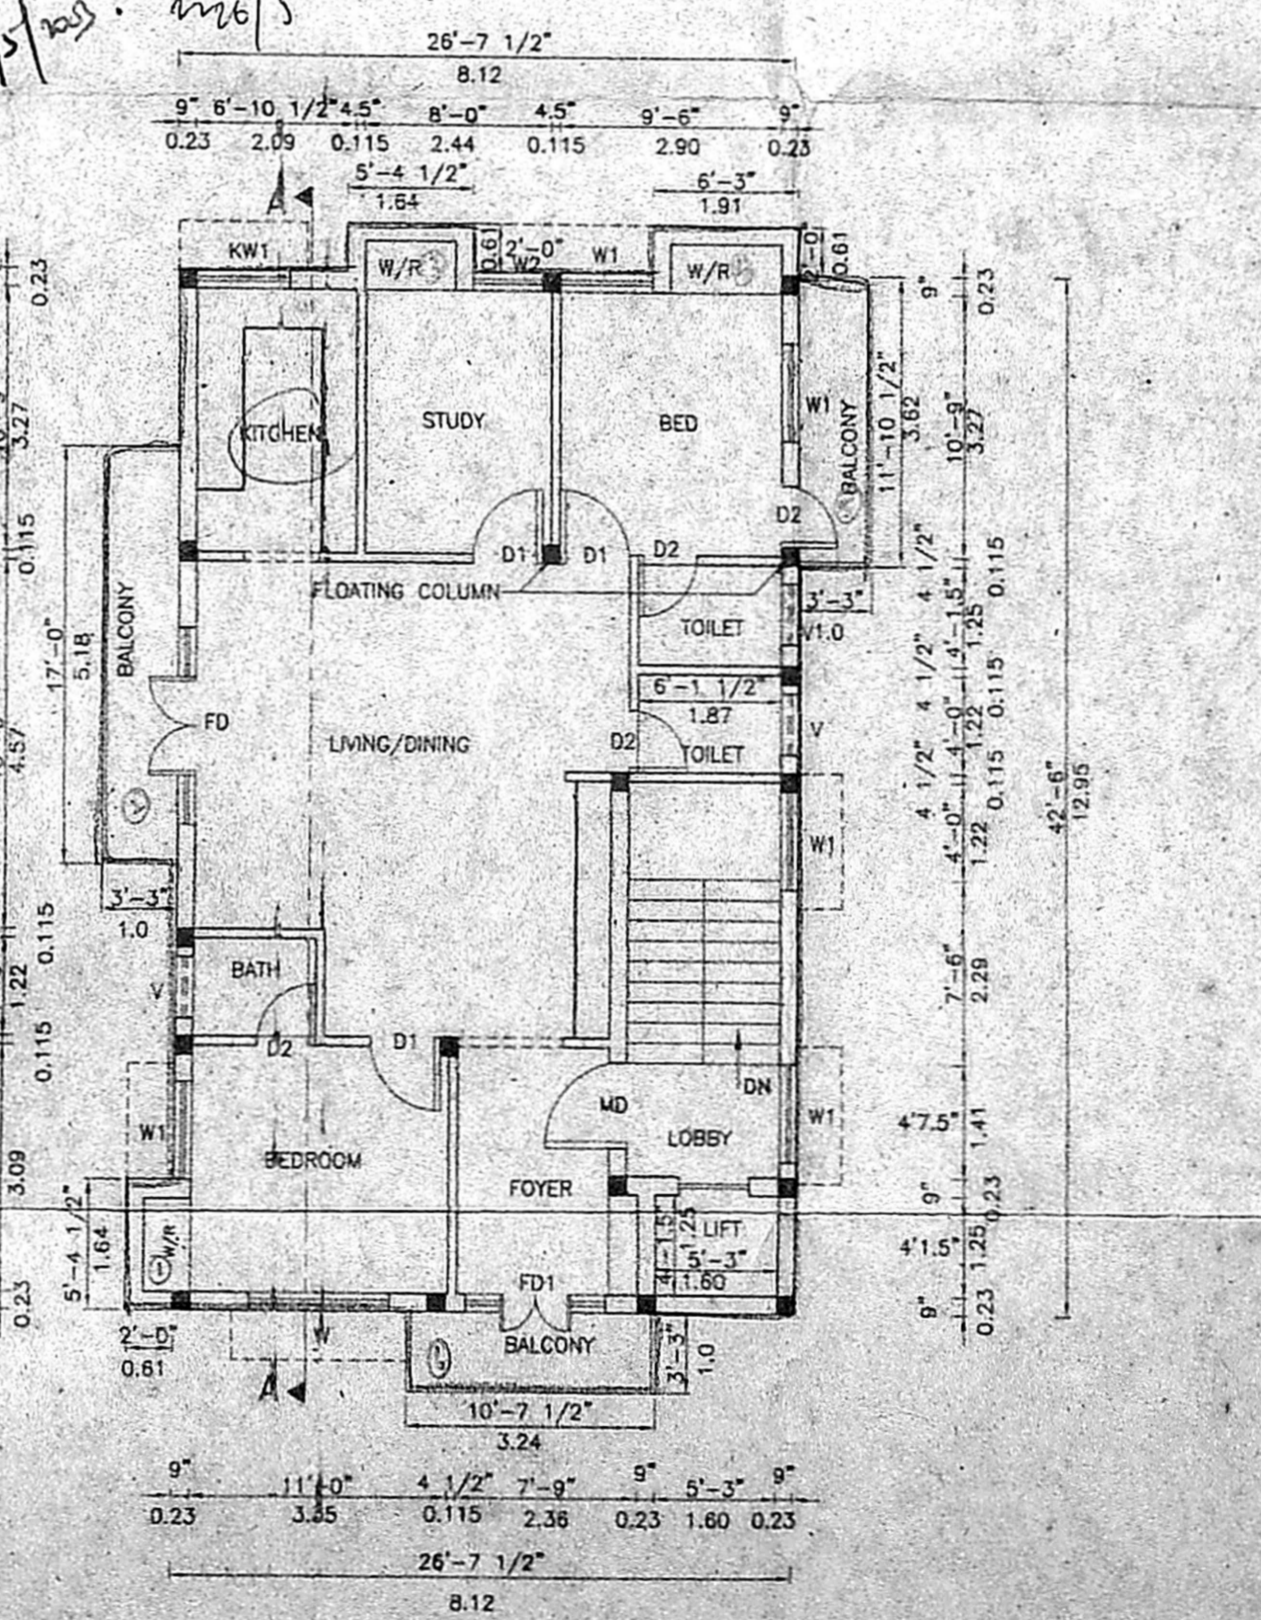 26'-7 1/2"
8.12
9" 6'-10 1/2" 4.5" 8'-0" 4.5" 9'-6" 9"
0.23 2.09 0.115 2.44 0.115 2.90 0.23
5'-4 1/2" 6'-3"
1.64 1.91
A
KW1 W/R 0.61 2'-0" W2 W1 W/R 2'-0 0.61
0.23 9" 0.23
KITCHEN STUDY BED W1 BALCONY
3.27 11'-10 1/2" 3.62 10'-9" 3.27
D2
D1 D1 D2
0.115 4 1/2" 0.115
FLOATING COLUMN
3'-3"
BALCONY TOILET V1.0
4'-1.5" 1.25
17'-0" 5.18
6'-1 1/2"
4 1/2" 0.115
1.87
FD D2 V
4'-0" 1.22
LIVING/DINING TOILET
4.57 4 1/2" 0.115
42'-6" 12.95
W1
4'-0" 1.22
3'-3"
1.0
0.115
BATH
V 1.22
7'-6" 2.29
D2 D1
0.115
DN
MD
W1 LOBBY W1
4'7.5" 1.41
BEDROOM
3.09
FOYER
9" 0.23
5'-4 1/2" 1.64
W/R
4'-1.5" 1.25
LIFT
5'-3"
1.60
4'1.5" 1.25
FD1
0.23 9" 0.23
2'-0"
0.61
W
BALCONY
3'-3" 1.0
A
10'-7 1/2"
3.24
9" 11'-0" 4 1/2" 7'-9" 9" 5'-3" 9"
0.23 0.115 2.36 0.23 1.60 0.23
26'-7 1/2"
8.12